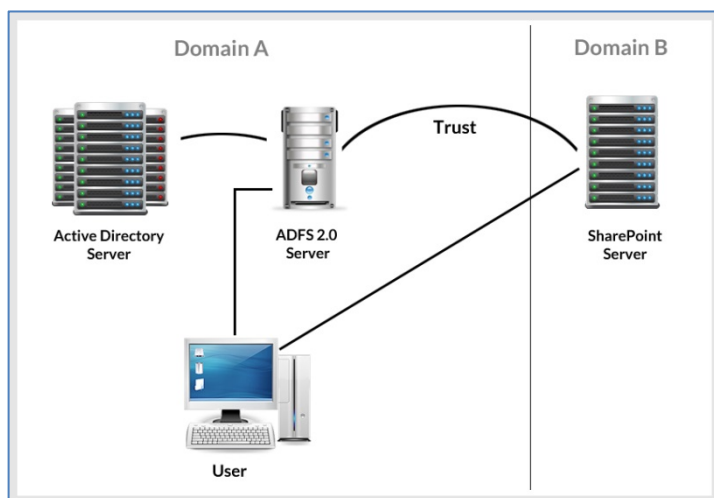 Domain A
Domain B
Trust
Active Directory
Server
ADFS 2.0
Server
SharePoint
Server
User